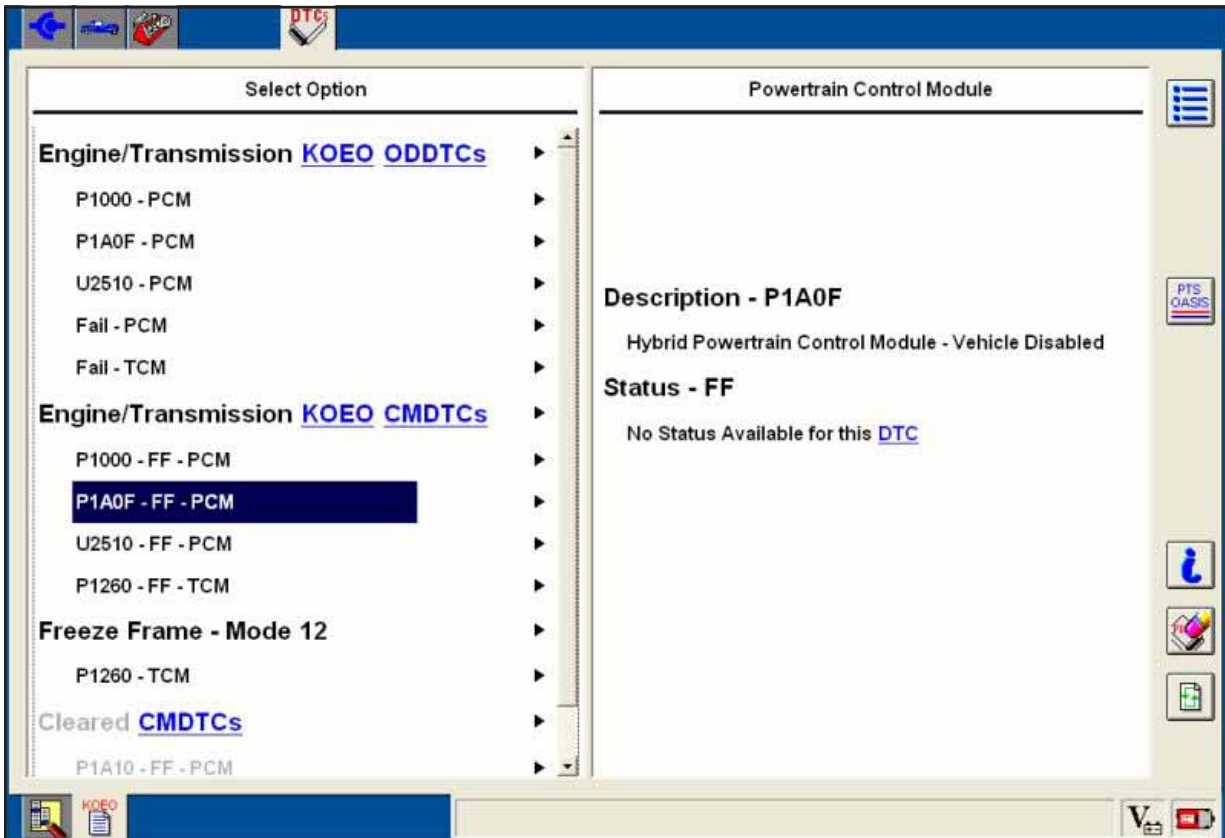 DTCs
Select Option
Engine/Transmission KOEO ODDTCs
P1000 - PCM
P1A0F - PCM
U2510 - PCM
Fail - PCM
Fail - TCM
Engine/Transmission KOEO CMDTCs
P1000 - FF - PCM
P1A0F - FF - PCM
U2510 - FF - PCM
P1260 - FF - TCM
Freeze Frame - Mode 12
P1260 - TCM
Cleared CMDTCs
P1A10 - FF - PCM
Powertrain Control Module
Description - P1A0F
Hybrid Powertrain Control Module - Vehicle Disabled
Status - FF
No Status Available for this DTC
PTS
OASIS
KOEO
V